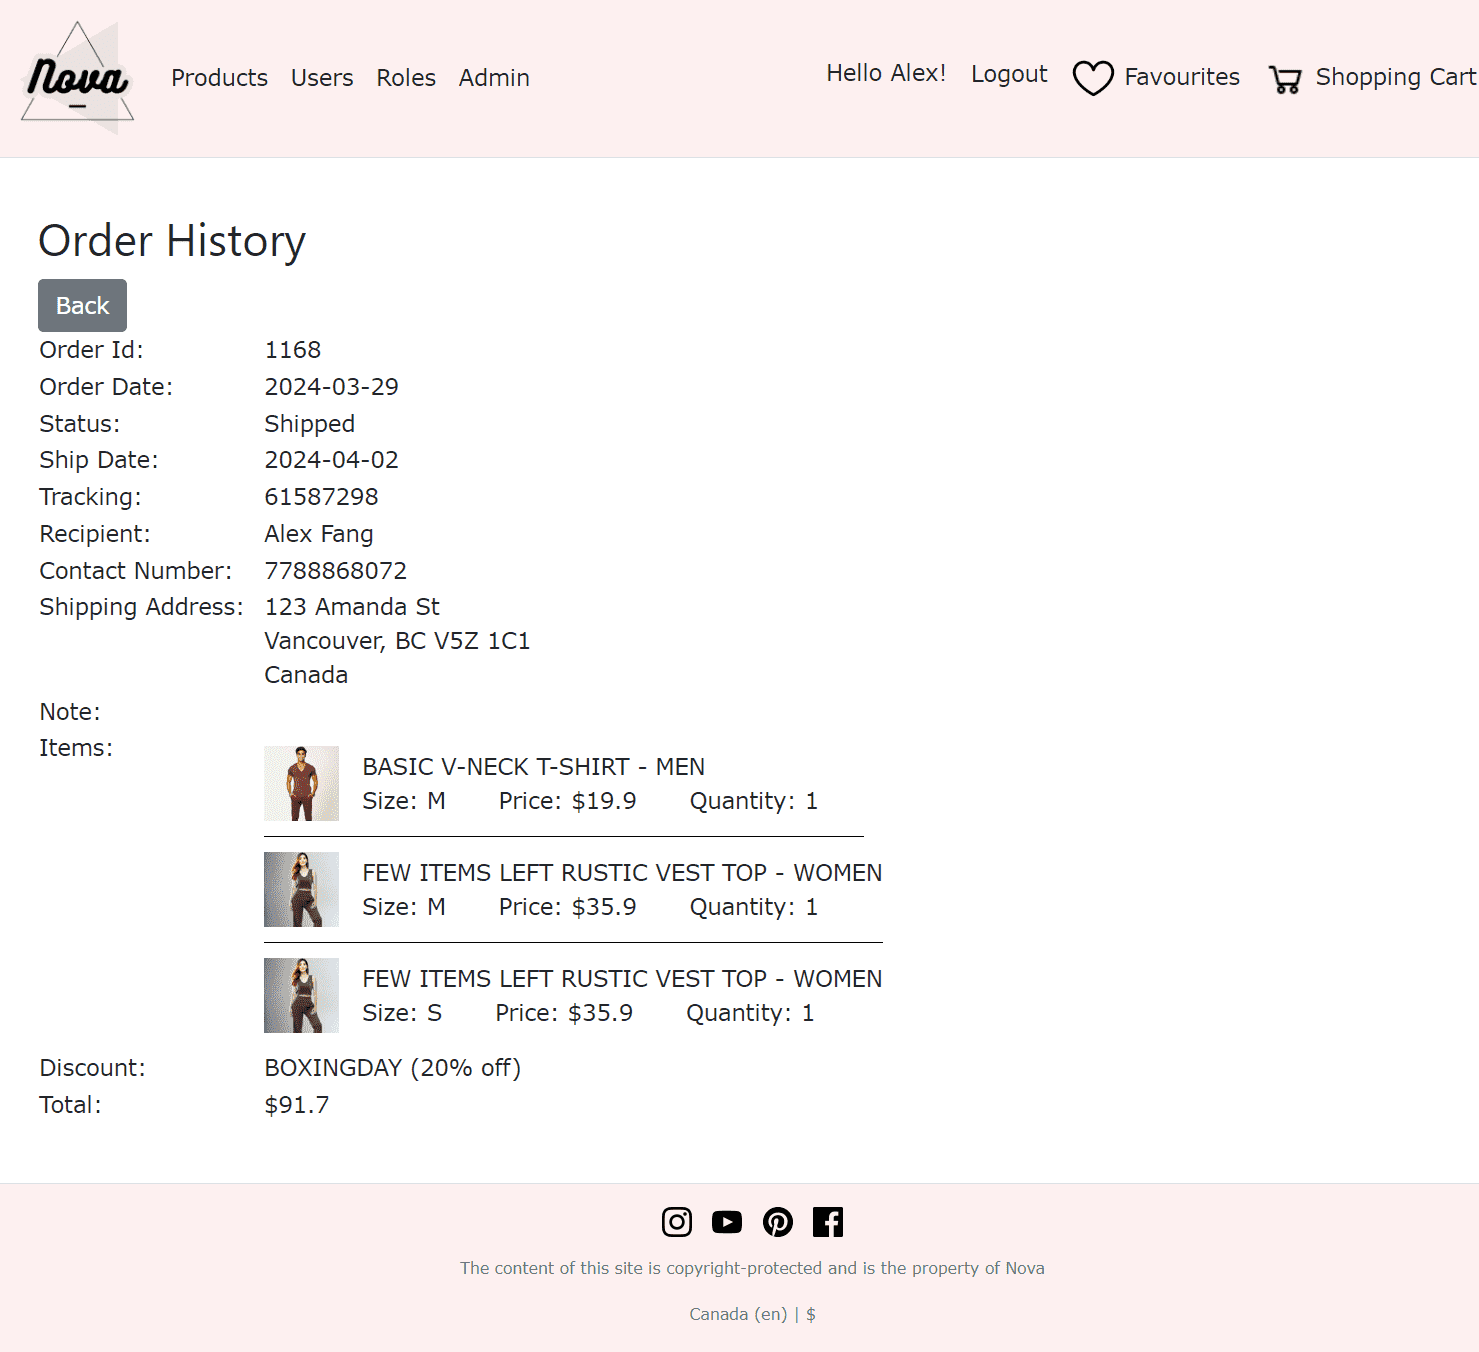 Nova
Products Users Roles Admin
Hello Alex! Logout Favourites Shopping Cart
Order History
Back
Order Id: 1168
Order Date: 2024-03-29
Status: Shipped
Ship Date: 2024-04-02
Tracking: 61587298
Recipient: Alex Fang
Contact Number: 7788868072
Shipping Address: 123 Amanda St
Vancouver, BC V5Z 1C1
Canada
Note:
Items:
BASIC V-NECK T-SHIRT - MEN
Size: M Price: $19.9 Quantity: 1
FEW ITEMS LEFT RUSTIC VEST TOP - WOMEN
Size: M Price: $35.9 Quantity: 1
FEW ITEMS LEFT RUSTIC VEST TOP - WOMEN
Size: S Price: $35.9 Quantity: 1
Discount: BOXINGDAY (20% off)
Total: $91.7
The content of this site is copyright-protected and is the property of Nova
Canada (en) | $